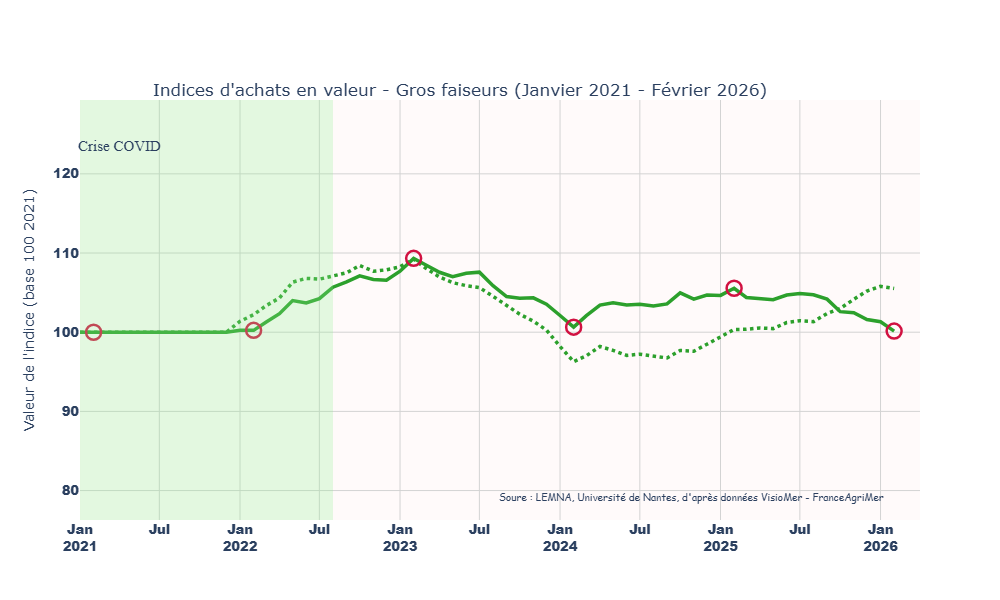 Indices d'achats en valeur - Gros faiseurs (Janvier 2021 - Février 2026)
Crise COVID
Valeur de l'Indice (base 100 2021)
120
110
100
90
80
Soure : LEMNA, Université de Nantes, d'après données VisioMer - FranceAgriMer
Jan Jul Jan Jul Jan Jul Jan Jul Jan Jul Jan
2021 2022 2023 2024 2025 2026